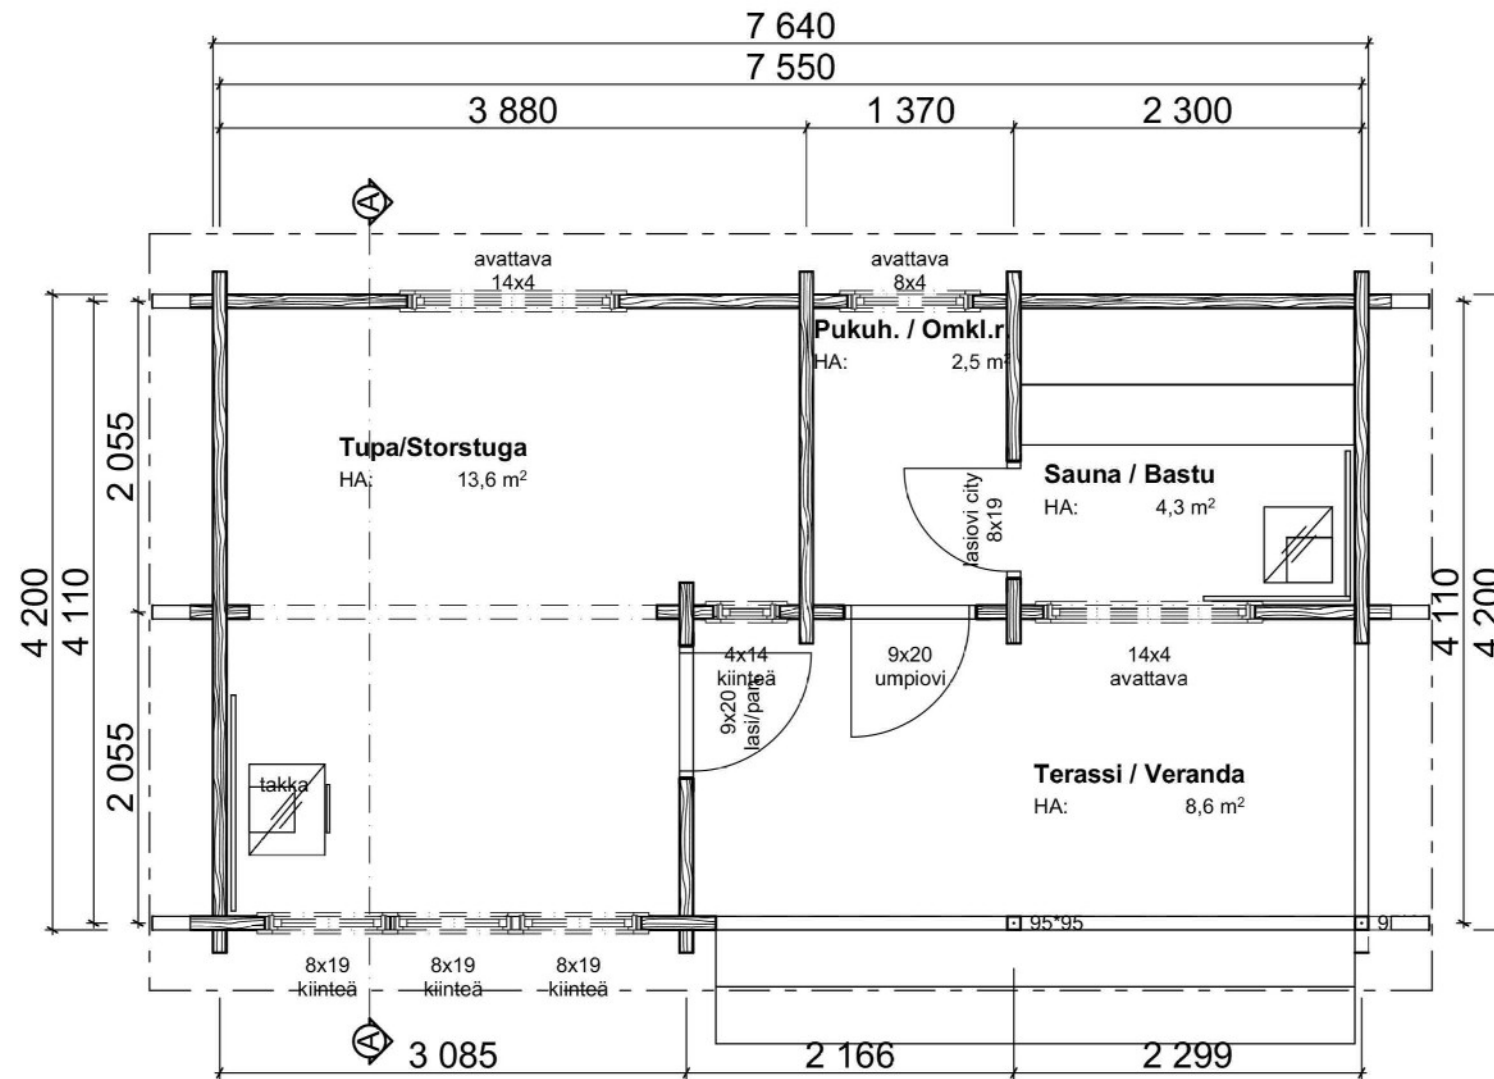 7 640
7 550
3 880
1 370
2 300
A
avattava
14x4
avattava
8x4
Pukuh. / Omkl.r.
HA: 2,5 m²
Tupa/Storstuga
HA: 13,6 m²
Sauna / Bastu
HA: 4,3 m²
lasiovi city
8x19
2 055
4 200
4 110
4 110
4 200
4x14
kiinteä
9x20
lasi/pan
9x20
umpiovi
14x4
avattava
2 055
takka
Terassi / Veranda
HA: 8,6 m²
95*95
9
8x19
kiinteä
8x19
kiinteä
8x19
kiinteä
A
3 085
2 166
2 299